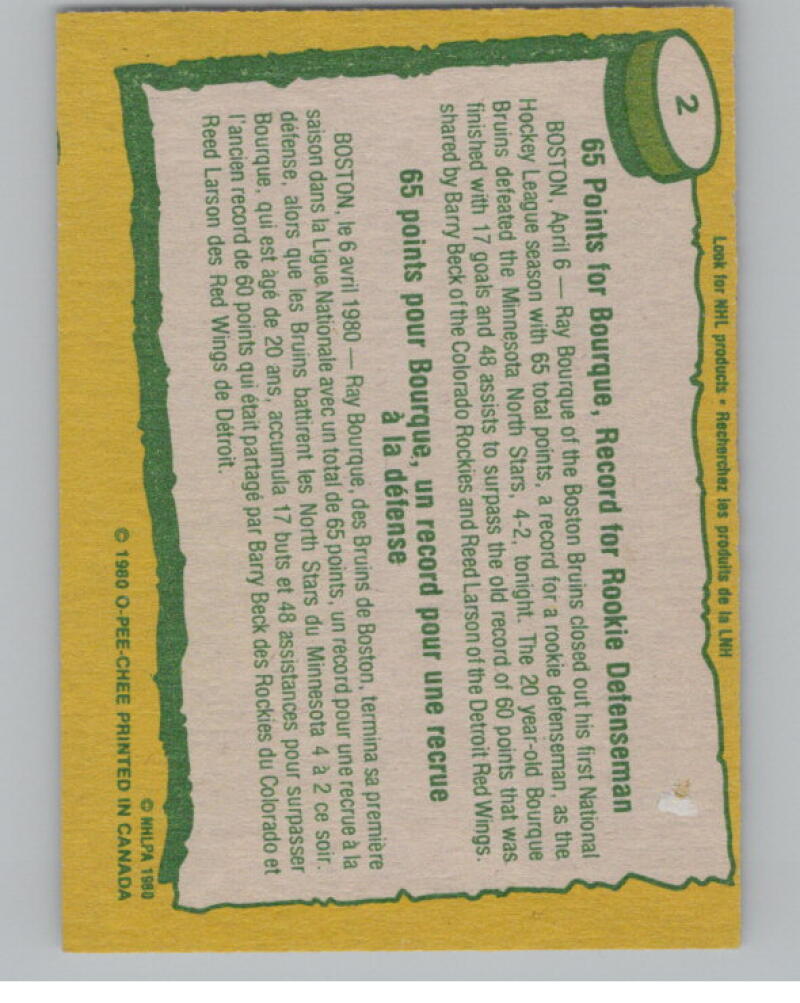 2
Look for NHL products • Recherchez les produits de la LNH
65 Points for Bourque, Record for Rookie Defenseman
BOSTON, April 6 — Ray Bourque of the Boston Bruins closed out his first National
Hockey League season with 65 total points, a record for a rookie defenseman, as the
Bruins defeated the Minnesota North Stars, 4-2, tonight. The 20 year-old Bourque
finished with 17 goals and 48 assists to surpass the old record of 60 points that was
shared by Barry Beck of the Colorado Rockies and Reed Larson of the Detroit Red Wings.
65 points pour Bourque, un record pour une recrue
à la défense
BOSTON, le 6 avril 1980 — Ray Bourque, des Bruins de Boston, termina sa première
saison dans la Ligue Nationale avec un total de 65 points, un record pour une recrue à la
défense, alors que les Bruins battirent les North Stars du Minnesota 4 à 2 ce soir.
Bourque, qui est âgé de 20 ans, accumula 17 buts et 48 assistances pour surpasser
l'ancien record de 60 points qui était partagé par Barry Beck des Rockies du Colorado et
Reed Larson des Red Wings de Détroit.
© NHLPA 1980
© 1980 O-PEE-CHEE PRINTED IN CANADA